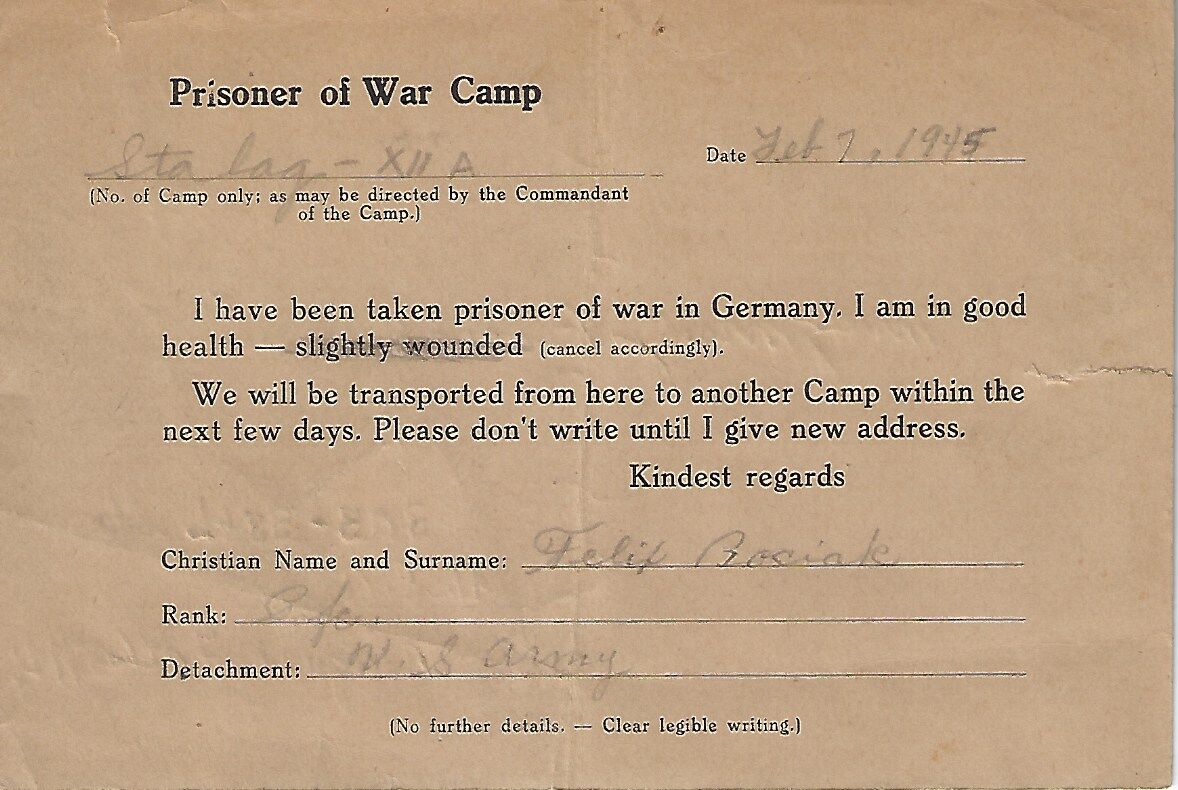 Prisoner of War Camp
Stalag - XII A
Date Feb 7, 1945
(No. of Camp only; as may be directed by the Commandant
of the Camp.)
I have been taken prisoner of war in Germany. I am in good
health — slightly wounded (cancel accordingly).
We will be transported from here to another Camp within the
next few days. Please don't write until I give new address.
Kindest regards
Christian Name and Surname: Felix Bosiak
Rank:
Detachment: U. S Army
(No further details. — Clear legible writing.)